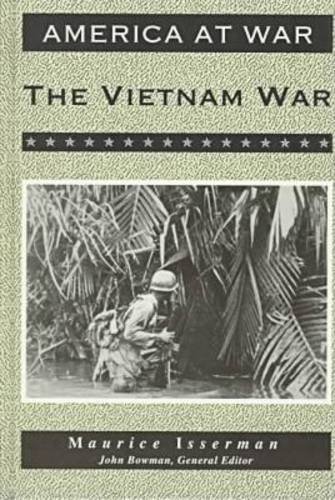 AMERICA AT WAR
THE VIETNAM WAR
Maurice Isserman
John Bowman, General Editor